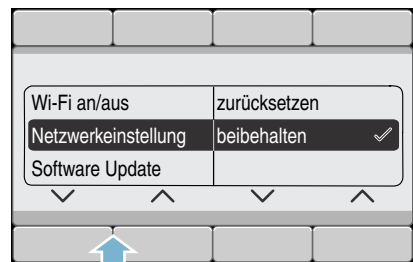 Wi-Fi an/aus zurücksetzen
Netzwerkeinstellung beibehalten
Software Update